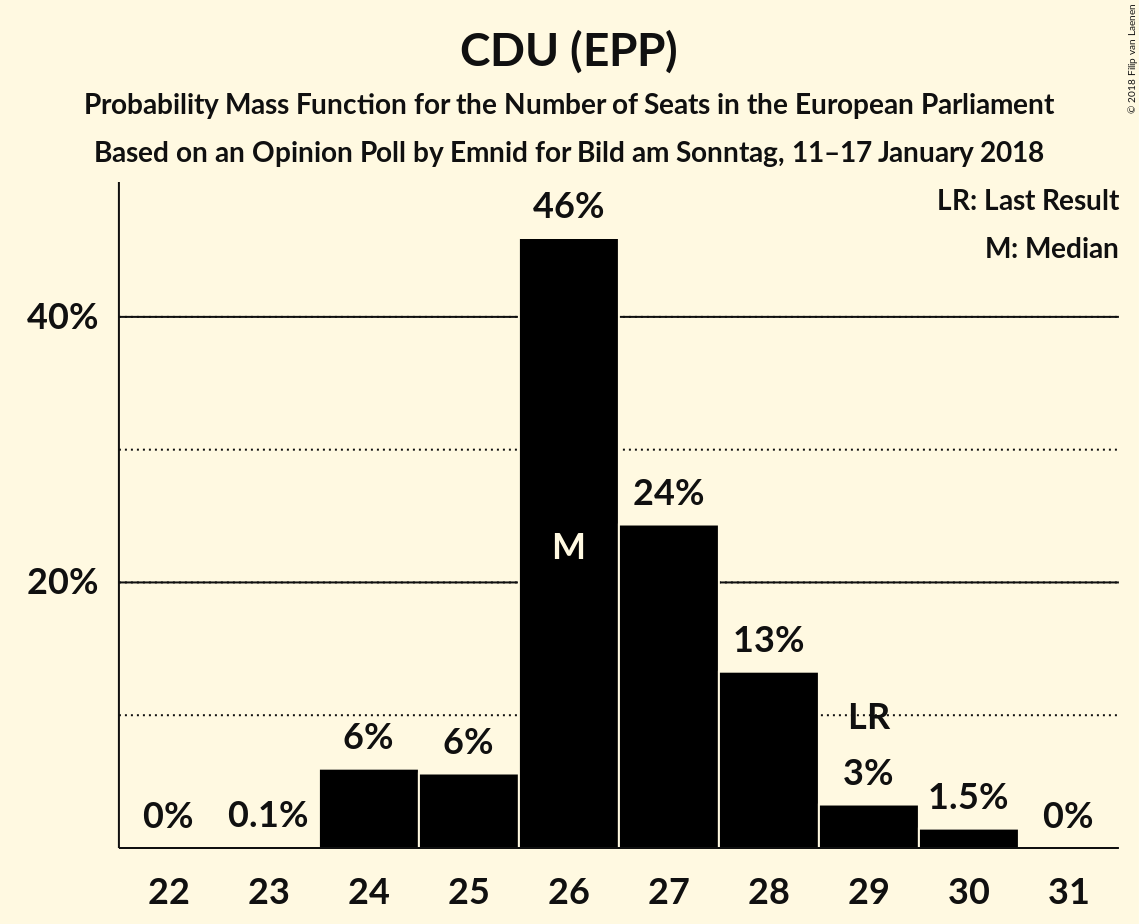 CDU (EPP)
Probability Mass Function for the Number of Seats in the European Parliament
Based on an Opinion Poll by Emnid for Bild am Sonntag, 11–17 January 2018
© 2018 Filip van Laenen
LR: Last Result
M: Median
46%
40%
24%
M
20%
13%
LR
6%
6%
3%
1.5%
0%
0.1%
0%
22 23 24 25 26 27 28 29 30 31